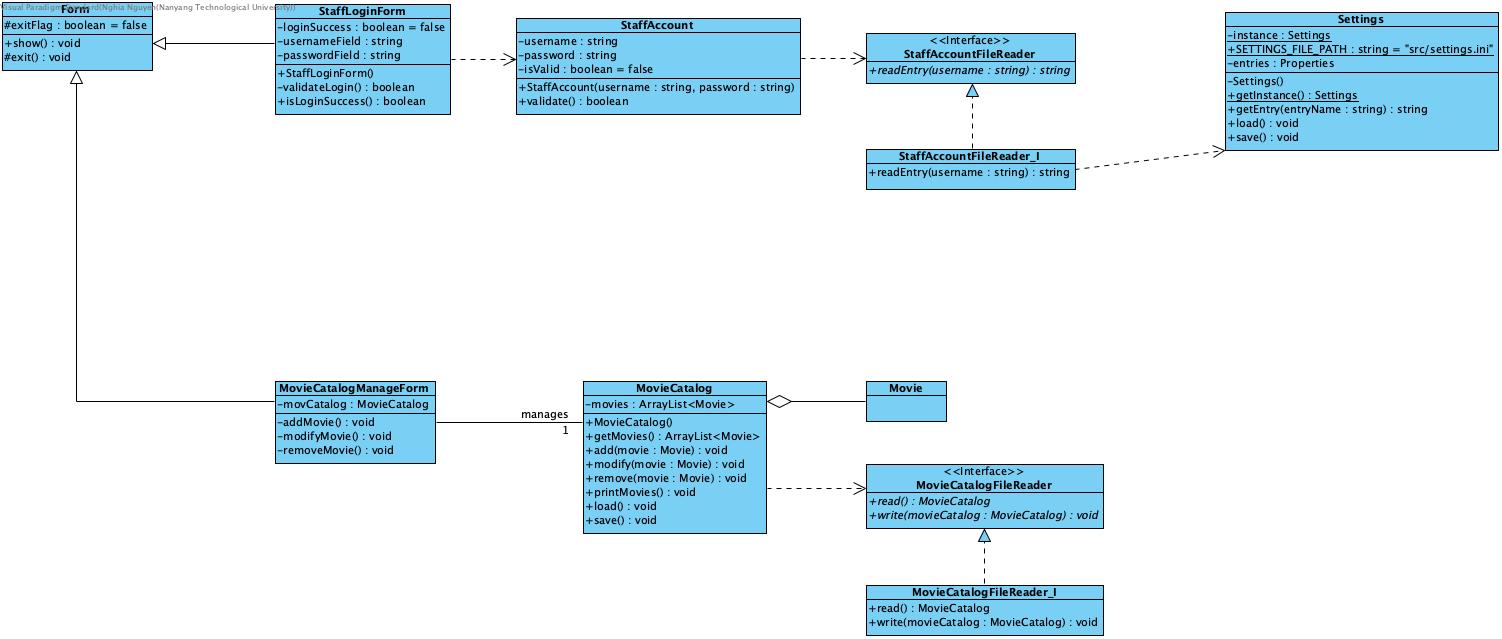 Visual Paradigm Standard(Nghia Nguyen(Nanyang Technological University))
Form
#exitFlag : boolean = false
+show() : void
#exit() : void
StaffLoginForm
-loginSuccess : boolean = false
-usernameField : string
-passwordField : string
+StaffLoginForm()
-validateLogin() : boolean
+isLoginSuccess() : boolean
StaffAccount
-username : string
-password : string
-isValid : boolean = false
+StaffAccount(username : string, password : string)
+validate() : boolean
<<Interface>>
StaffAccountFileReader
+readEntry(username : string) : string
StaffAccountFileReader_I
+readEntry(username : string) : string
Settings
-instance : Settings
+SETTINGS_FILE_PATH : string = "src/settings.ini"
-entries : Properties
-Settings()
+getInstance() : Settings
+getEntry(entryName : string) : string
+load() : void
+save() : void
MovieCatalogManageForm
-movCatalog : MovieCatalog
-addMovie() : void
-modifyMovie() : void
-removeMovie() : void
manages
1
MovieCatalog
-movies : ArrayList<Movie>
+MovieCatalog()
+getMovies() : ArrayList<Movie>
+add(movie : Movie) : void
+modify(movie : Movie) : void
+remove(movie : Movie) : void
+printMovies() : void
+load() : void
+save() : void
Movie
<<Interface>>
MovieCatalogFileReader
+read() : MovieCatalog
+write(movieCatalog : MovieCatalog) : void
MovieCatalogFileReader_I
+read() : MovieCatalog
+write(movieCatalog : MovieCatalog) : void